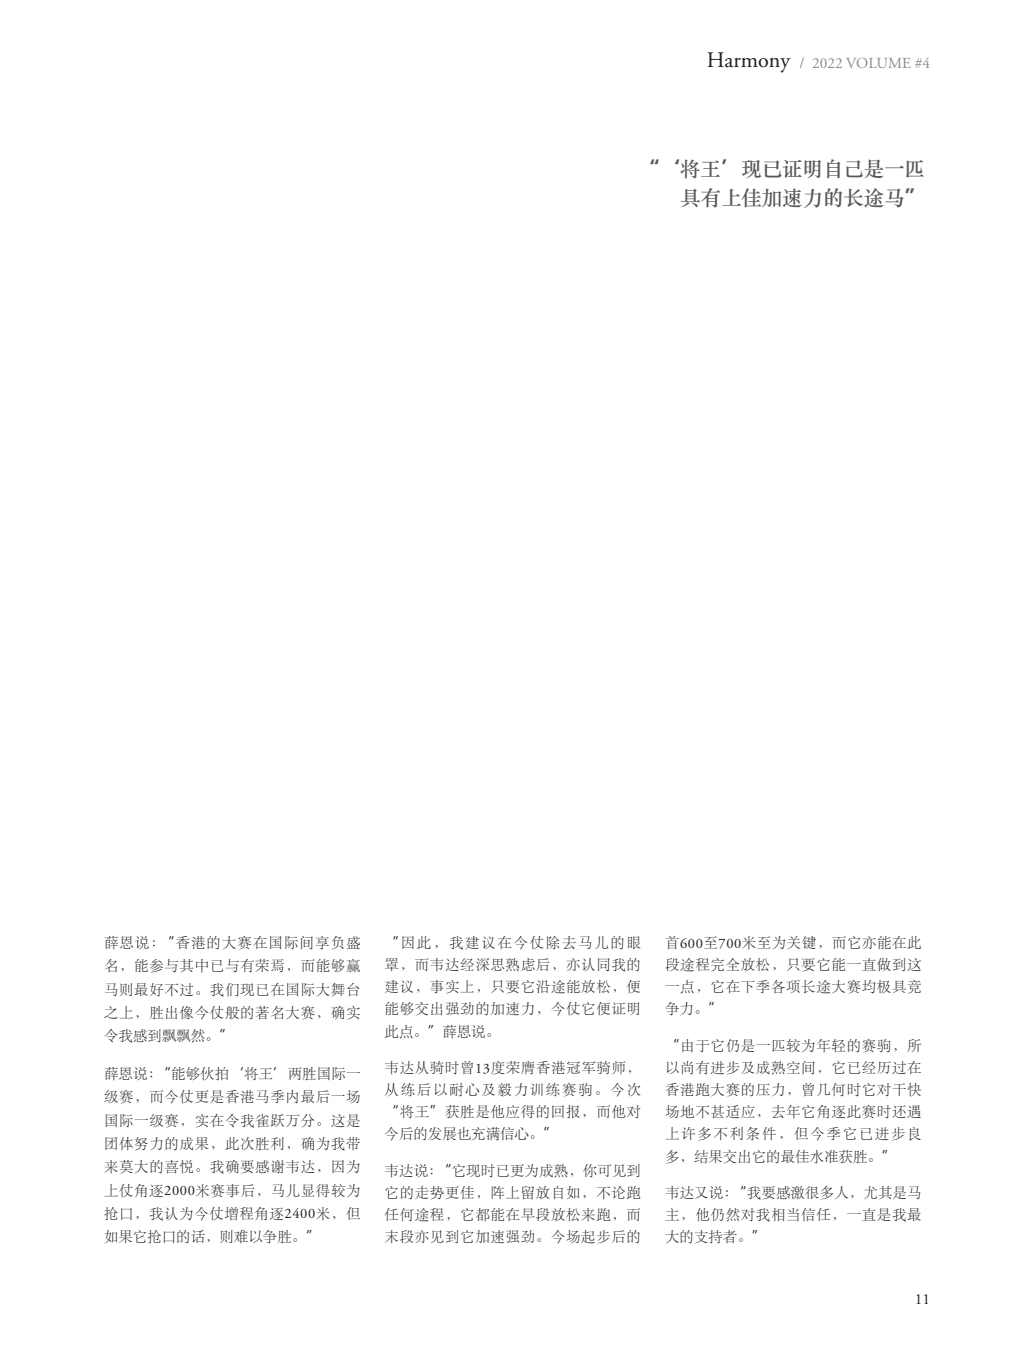 Harmony / 2022 VOLUME #4
“‘将王’现已证明自己是一匹
具有上佳加速力的长途马”
薛恩说：“香港的大赛在国际间享负盛
名，能参与其中已与有荣焉，而能够赢
马则最好不过。我们现已在国际大舞台
之上，胜出像今仗般的著名大赛，确实
令我感到飘飘然。”
薛恩说：“能够伙拍‘将王’两胜国际一
级赛，而今仗更是香港马季内最后一场
国际一级赛，实在令我雀跃万分。这是
团体努力的成果，此次胜利，确为我带
来莫大的喜悦。我确要感谢韦达，因为
上仗角逐2000米赛事后，马儿显得较为
抢口，我认为今仗增程角逐2400米，但
如果它抢口的话，则难以争胜。”
“因此，我建议在今仗除去马儿的眼
罩，而韦达经深思熟虑后，亦认同我的
建议，事实上，只要它沿途能放松，便
能够交出强劲的加速力，今仗它便证明
此点。”薛恩说。
韦达从骑时曾13度荣膺香港冠军骑师，
从练后以耐心及毅力训练赛驹。今次
“将王”获胜是他应得的回报，而他对
今后的发展也充满信心。”
韦达说：“它现时已更为成熟，你可见到
它的走势更佳，阵上留放自如，不论跑
任何途程，它都能在早段放松来跑，而
末段亦见到它加速强劲。今场起步后的
首600至700米至为关键，而它亦能在此
段途程完全放松，只要它能一直做到这
一点，它在下季各项长途大赛均极具竞
争力。”
“由于它仍是一匹较为年轻的赛驹，所
以尚有进步及成熟空间，它已经历过在
香港跑大赛的压力，曾几何时它对干快
场地不甚适应，去年它角逐此赛时还遇
上许多不利条件，但今季它已进步良
多，结果交出它的最佳水准获胜。”
韦达又说：“我要感激很多人，尤其是马
主，他仍然对我相当信任，一直是我最
大的支持者。”
11